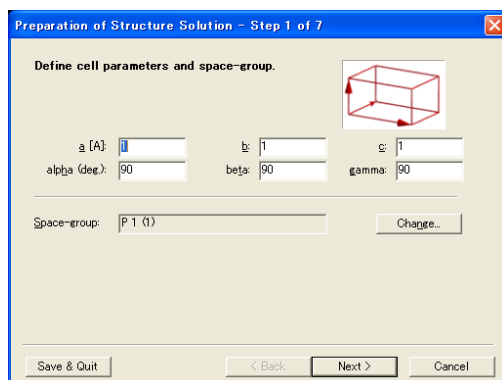 Preparation of Structure Solution - Step 1 of 7
Define cell parameters and space-group.
a [A]: 1 b: 1 c: 1
alpha (deg.): 90 beta: 90 gamma: 90
Space-group: P 1 (1) Change...
Save & Quit < Back Next > Cancel